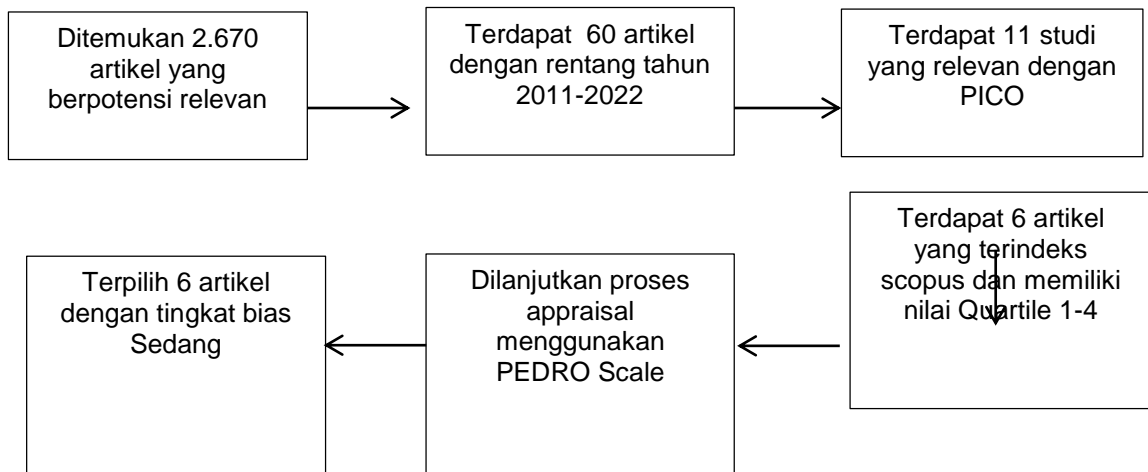 Ditemukan 2.670
artikel yang
berpotensi relevan
Terdapat 60 artikel
dengan rentang tahun
2011-2022
Terdapat 11 studi
yang relevan dengan
PICO
Terdapat 6 artikel
yang terindeks
scopus dan memiliki
nilai Quartile 1-4
Dilanjutkan proses
appraisal
menggunakan
PEDRO Scale
Terpilih 6 artikel
dengan tingkat bias
Sedang